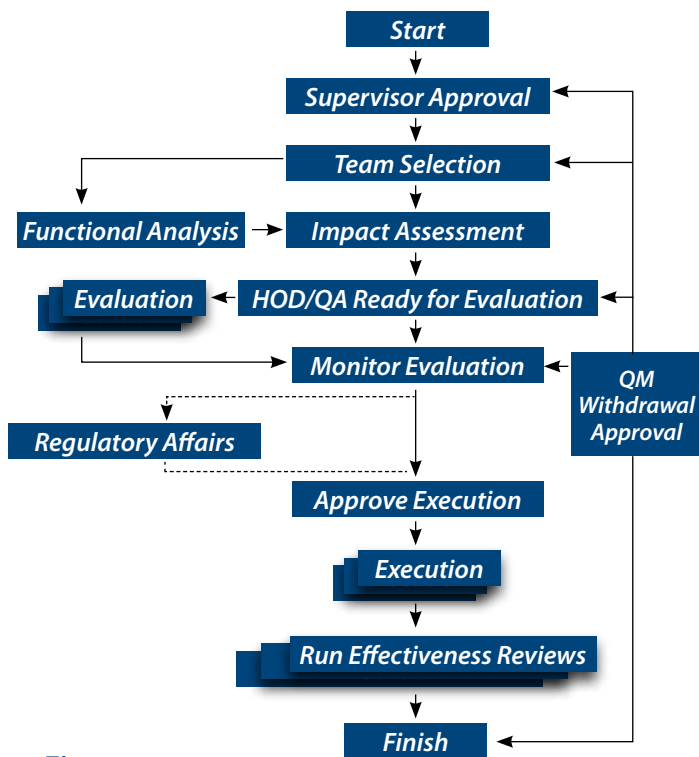 Start
Supervisor Approval
Team Selection
Functional Analysis
Impact Assessment
Evaluation
HOD/QA Ready for Evaluation
Monitor Evaluation
QM
Withdrawal
Approval
Regulatory Affairs
Approve Execution
Execution
Run Effectiveness Reviews
Finish